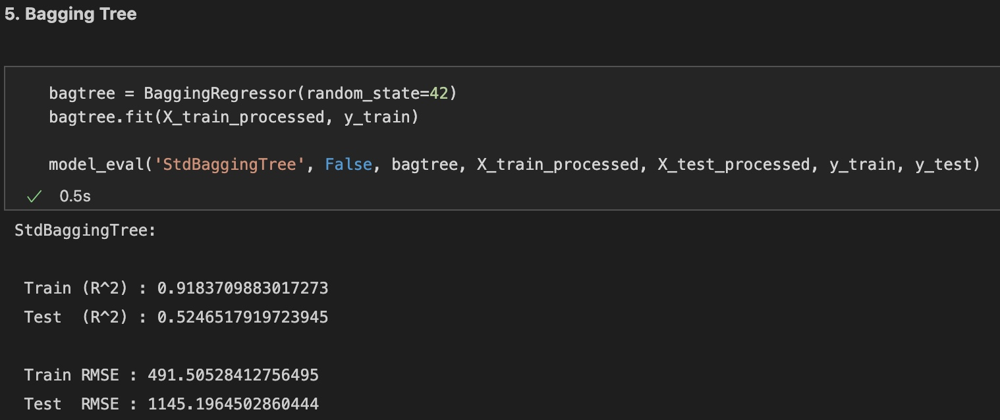 5. Bagging Tree
bagtree = BaggingRegressor(random_state=42)
bagtree.fit(X_train_processed, y_train)
model_eval('StdBaggingTree', False, bagtree, X_train_processed, X_test_processed, y_train, y_test)
✓ 0.5s
StdBaggingTree:
Train (R^2) : 0.9183709883017273
Test (R^2) : 0.5246517919723945
Train RMSE : 491.50528412756495
Test RMSE : 1145.1964502860444